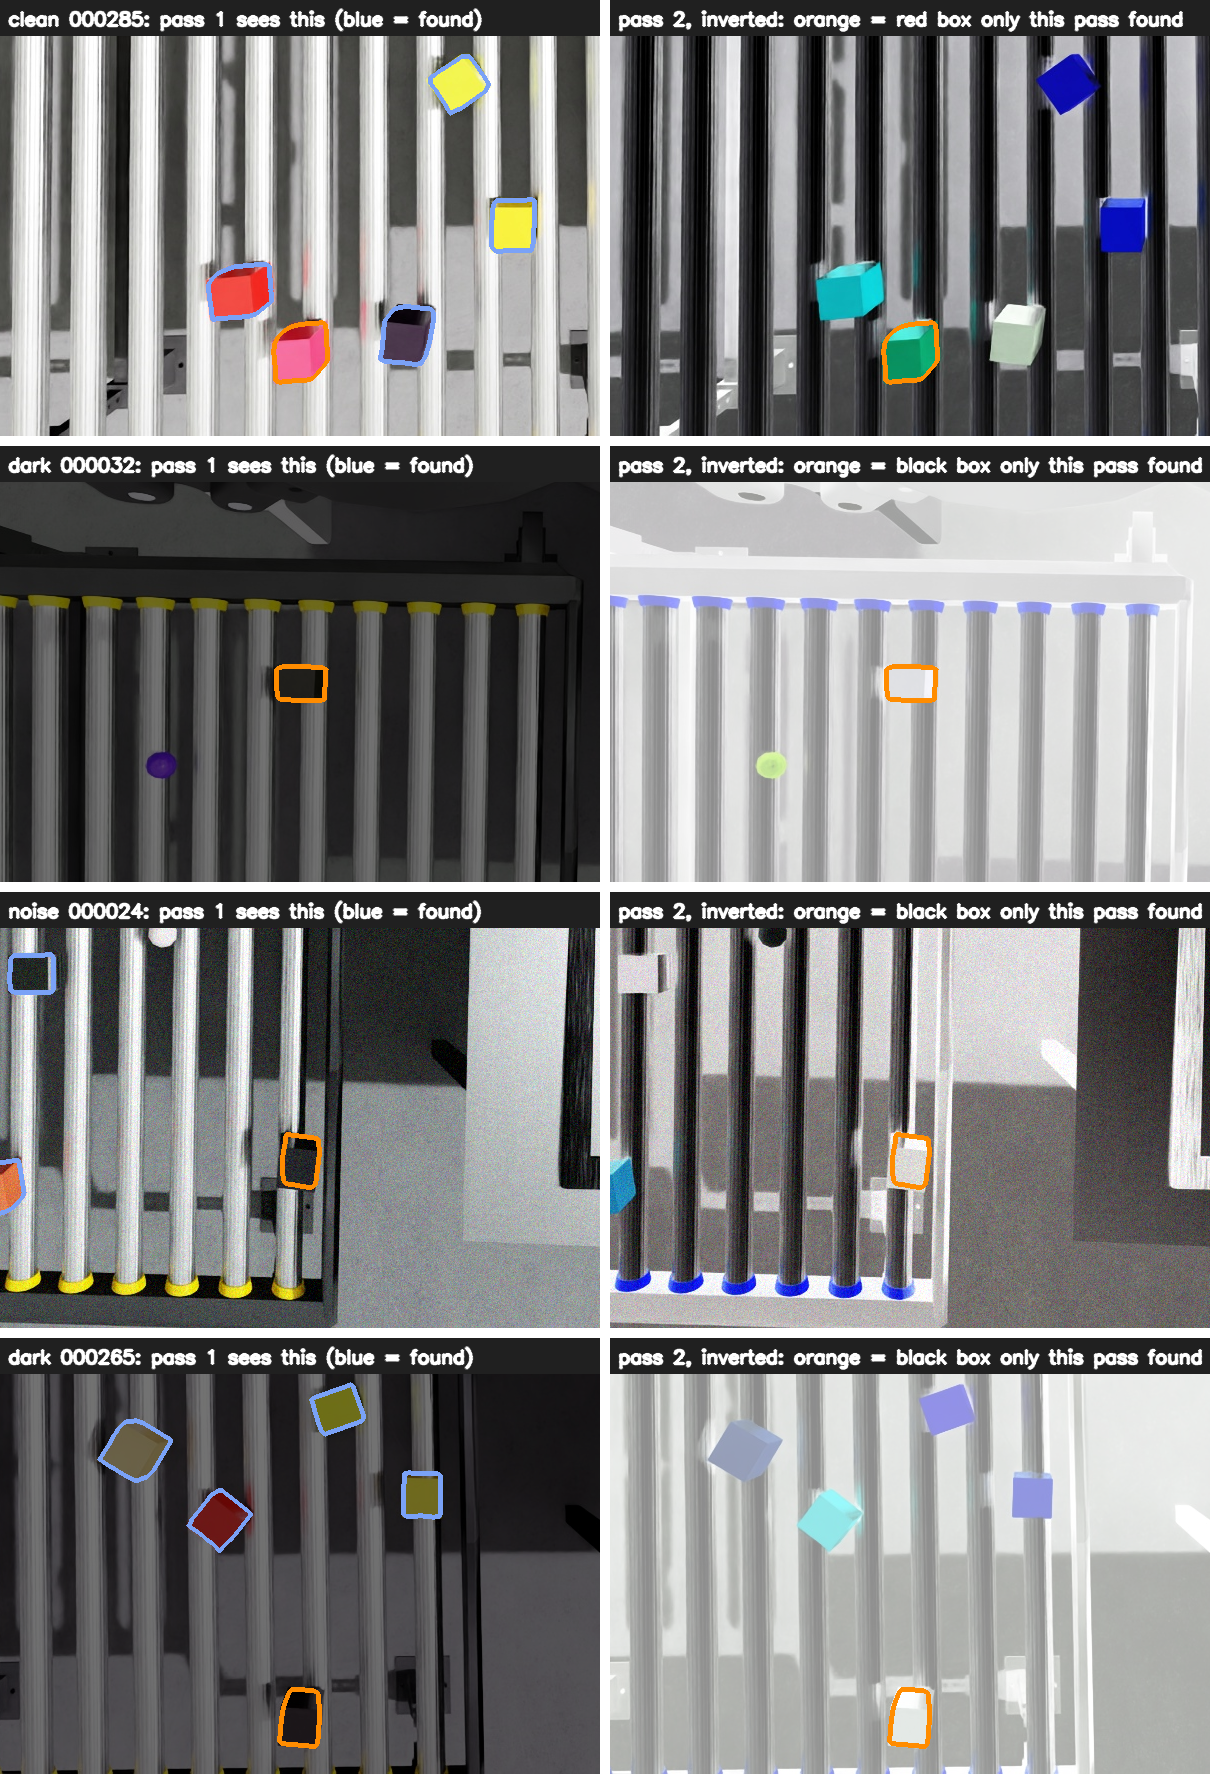 clean 000285: pass 1 sees this (blue = found)
pass 2, inverted: orange = red box only this pass found
dark 000032: pass 1 sees this (blue = found)
pass 2, inverted: orange = black box only this pass found
noise 000024: pass 1 sees this (blue = found)
pass 2, inverted: orange = black box only this pass found
dark 000265: pass 1 sees this (blue = found)
pass 2, inverted: orange = black box only this pass found